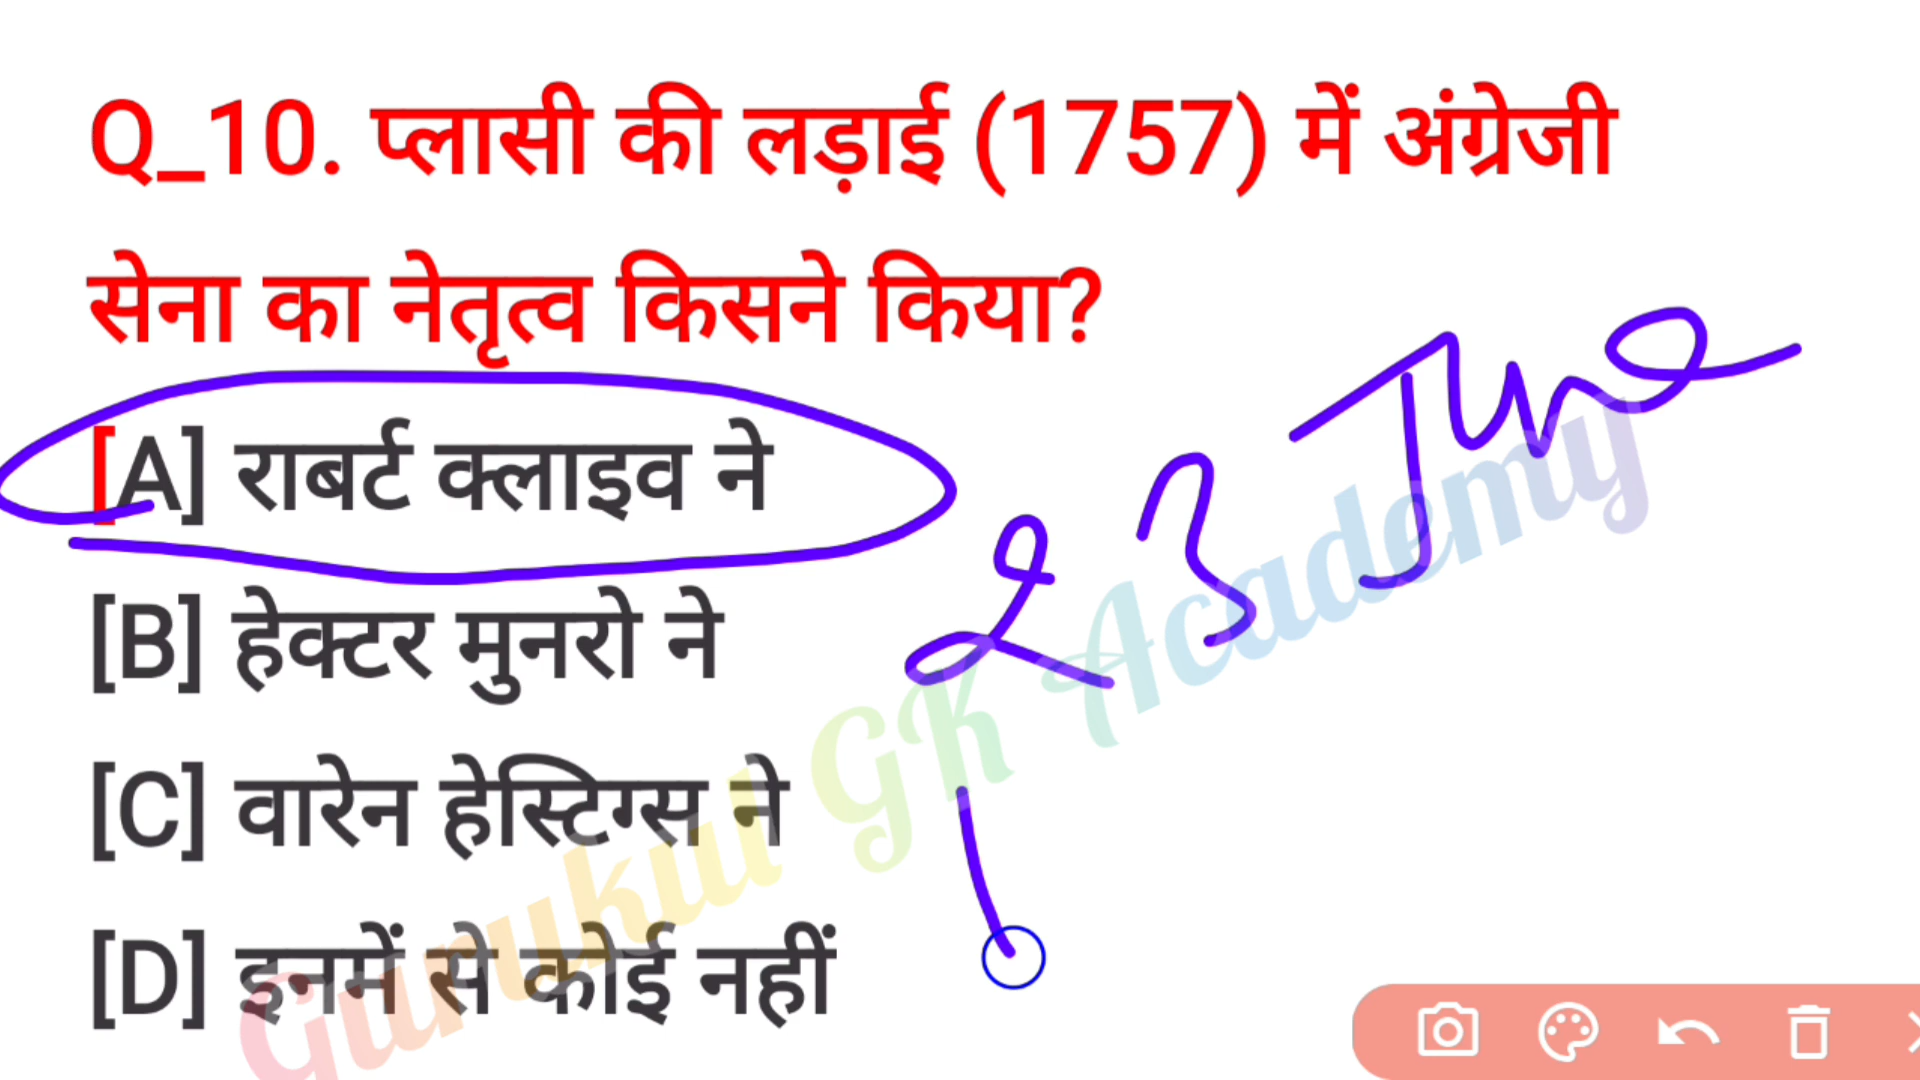 Q_10. प्लासी की लड़ाई (1757) में अंग्रेजी
सेना का नेतृत्व किसने किया?
[A] राबर्ट क्लाइव ने
[B] हेक्टर मुनरो ने
[C] वारेन हेस्टिग्स ने
[D] इनमें से कोई नहीं
23 June
Gurukul GK Academy